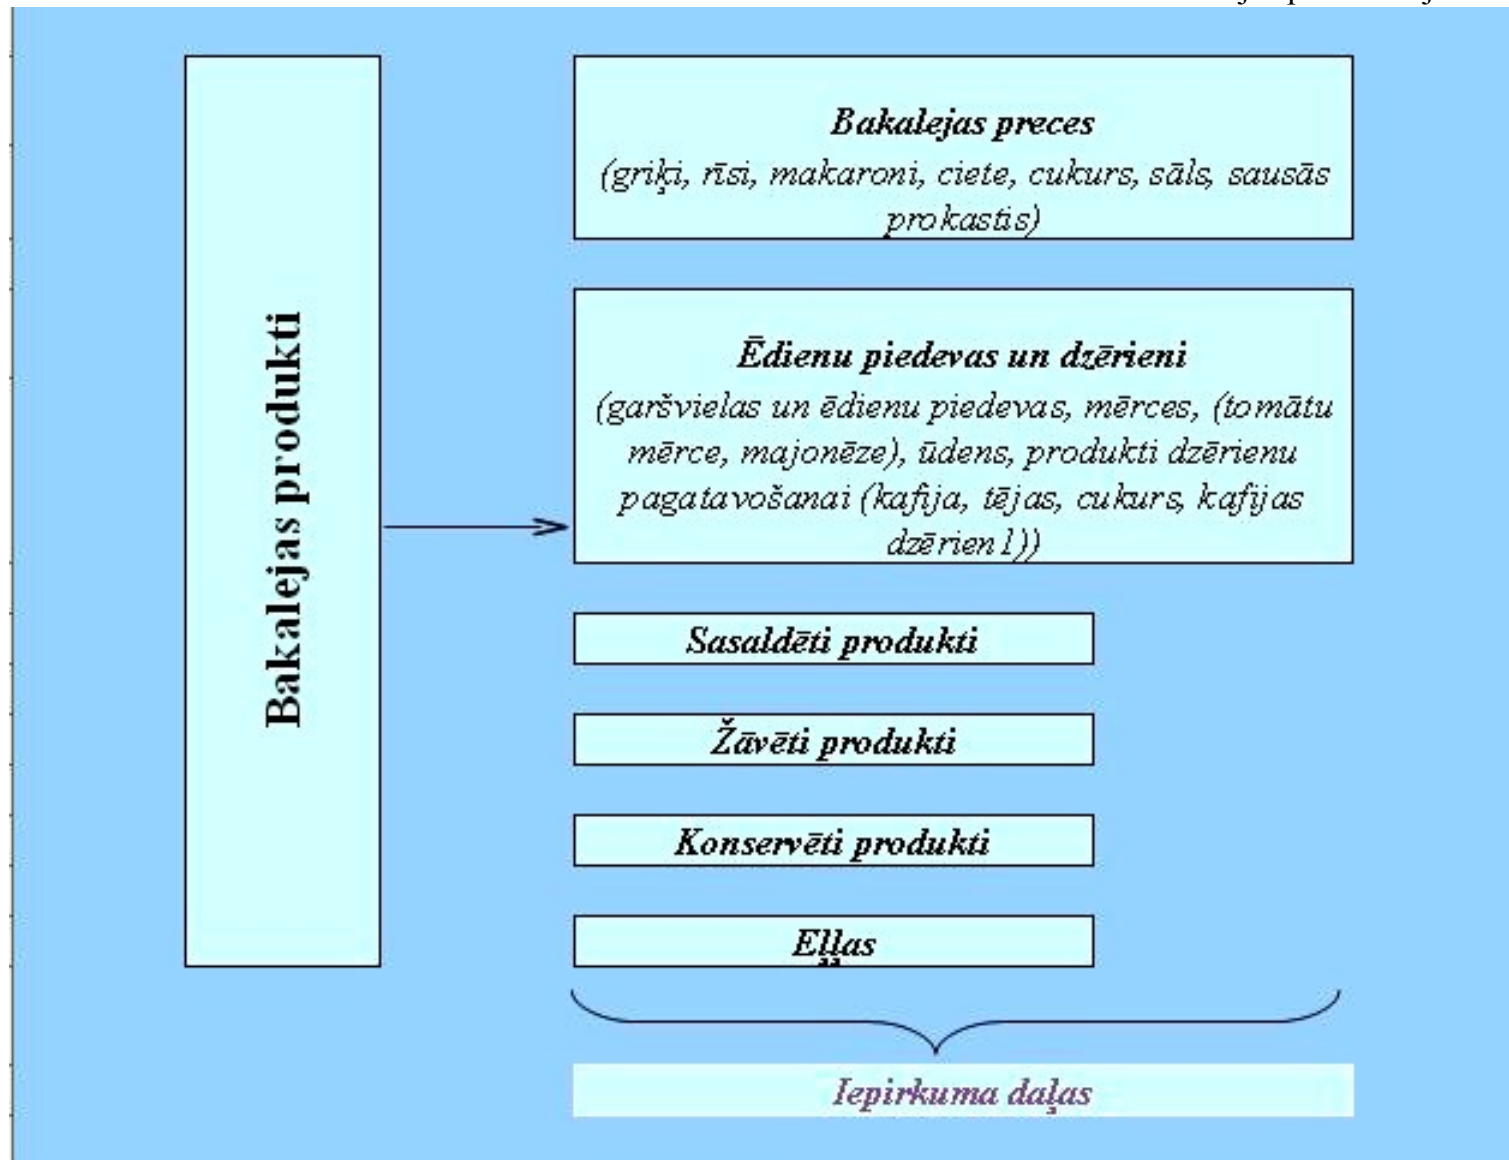 Bakalejas produkti
Bakalejas preces
(griķi, rīsi, makaroni, ciete, cukurs, sāls, sausās
prokastis)
Ēdienu piedevas un dzērieni
(garšvielas un ēdienu piedevas, mērces, (tomātu
mērce, majonēze), ūdens, produkti dzērienu
pagatavošanai (kafija, tējas, cukurs, kafijas
dzērien1))
Sasaldēti produkti
Žāvēti produkti
Konservēti produkti
Eļļas
Iepirkuma daļas